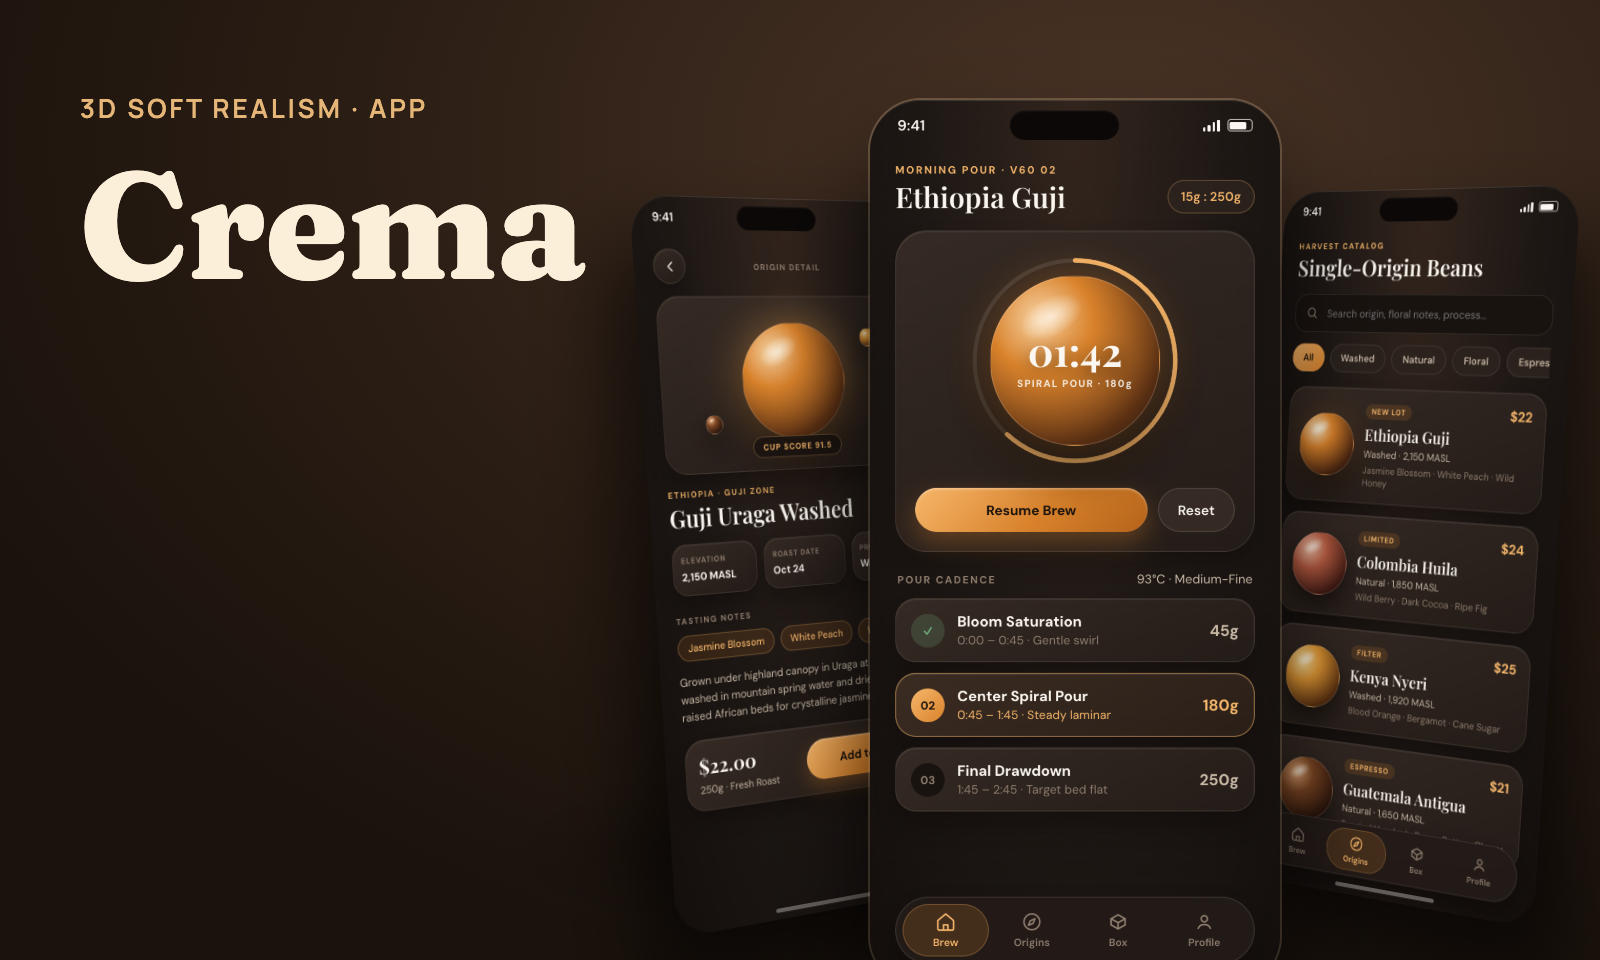 3D SOFT REALISM · APP
Crema
9:41
ORIGIN DETAIL
CUP SCORE 91.5
ETHIOPIA · GUJI ZONE
Guji Uraga Washed
ELEVATION
2,150 MASL
ROAST DATE
Oct 24
TASTING NOTES
Jasmine Blossom
White Peach
Grown under highland canopy in Uraga at
washed in mountain spring water and
raised African beds for crystalline
$22.00
250g · Fresh Roast
Add
9:41
MORNING POUR · V60 02
Ethiopia Guji
15g : 250g
01:42
SPIRAL POUR · 180g
Resume Brew
Reset
POUR CADENCE
93°C · Medium-Fine
Bloom Saturation
0:00 – 0:45 · Gentle swirl
45g
02
Center Spiral Pour
0:45 – 1:45 · Steady laminar
180g
03
Final Drawdown
1:45 – 2:45 · Target bed flat
250g
Brew
Origins
Box
Profile
9:41
HARVEST CATALOG
Single-Origin Beans
Search origin, floral notes, process...
All
Washed
Natural
Floral
Espres
NEW LOT
Ethiopia Guji
$22
Washed · 2,150 MASL
Jasmine Blossom · White Peach · Wild
Honey
LIMITED
Colombia Huila
$24
Natural · 1,850 MASL
Wild Berry · Dark Cocoa · Ripe Fig
FILTER
Kenya Nyeri
$25
Washed · 1,920 MASL
Blood Orange · Bergamot · Cane Sugar
ESPRESSO
Guatemala Antigua
$21
Natural · 1,650 MASL
Brew
Origins
Box
Profile